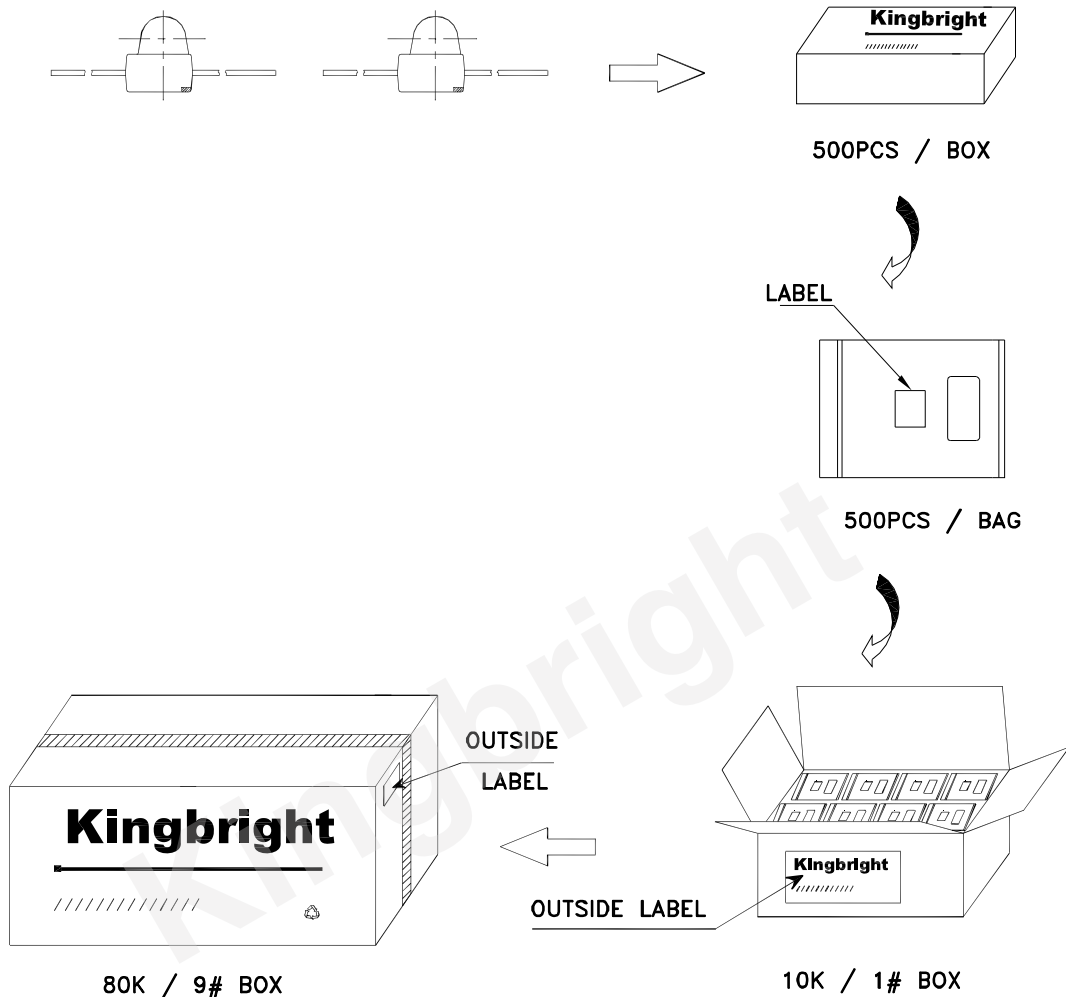 Kingbright
500PCS / BOX
LABEL
500PCS / BAG
OUTSIDE
LABEL
Kingbright
Kingbright
OUTSIDE LABEL
80K / 9# BOX
10K / 1# BOX
Kingbright